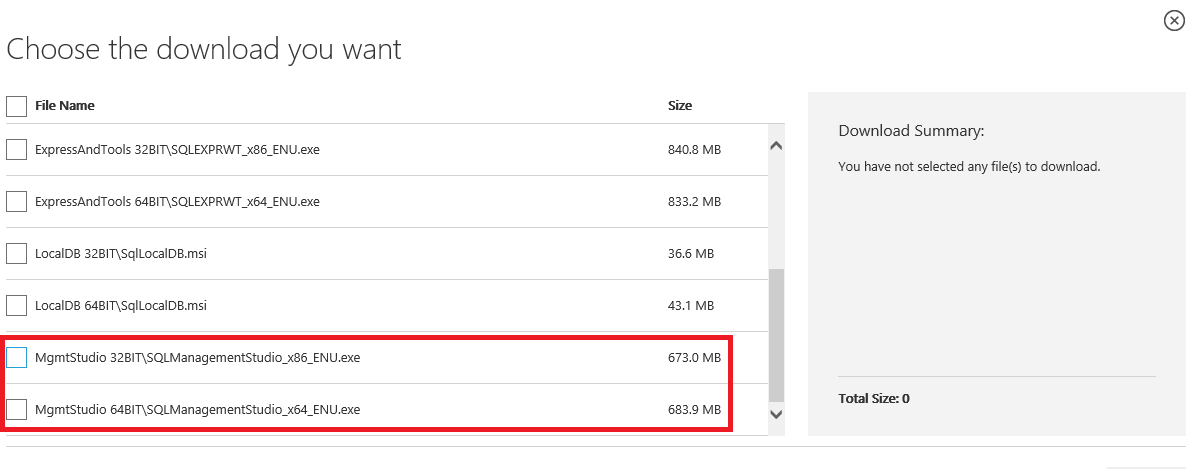 Choose the download you want
File Name Size
ExpressAndTools 32BIT\SQLEXPRWT_x86_ENU.exe 840.8 MB
ExpressAndTools 64BIT\SQLEXPRWT_x64_ENU.exe 833.2 MB
LocalDB 32BIT\SqlLocalDB.msi 36.6 MB
LocalDB 64BIT\SqlLocalDB.msi 43.1 MB
MgmtStudio 32BIT\SQLManagementStudio_x86_ENU.exe 673.0 MB
MgmtStudio 64BIT\SQLManagementStudio_x64_ENU.exe 683.9 MB
Download Summary:
You have not selected any file(s) to download.
Total Size: 0